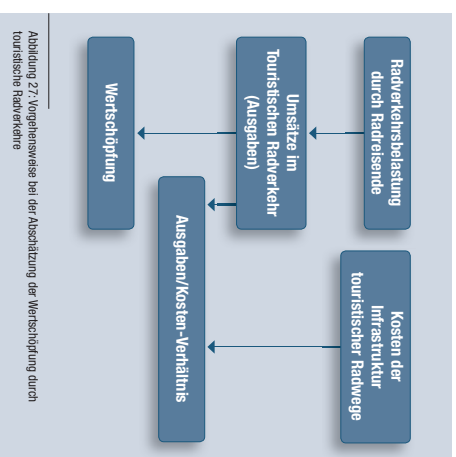 Radverkehrsbelastung
durch Radreisende
Kosten der
Infrastruktur
touristischer Radwege
Umsätze im
Touristischen Radverkehr
(Ausgaben)
Ausgaben/Kosten-Verhältnis
Wertschöpfung
Abbildung 27: Vorgehensweise bei der Abschätzung der Wertschöpfung durch
touristische Radverkehre